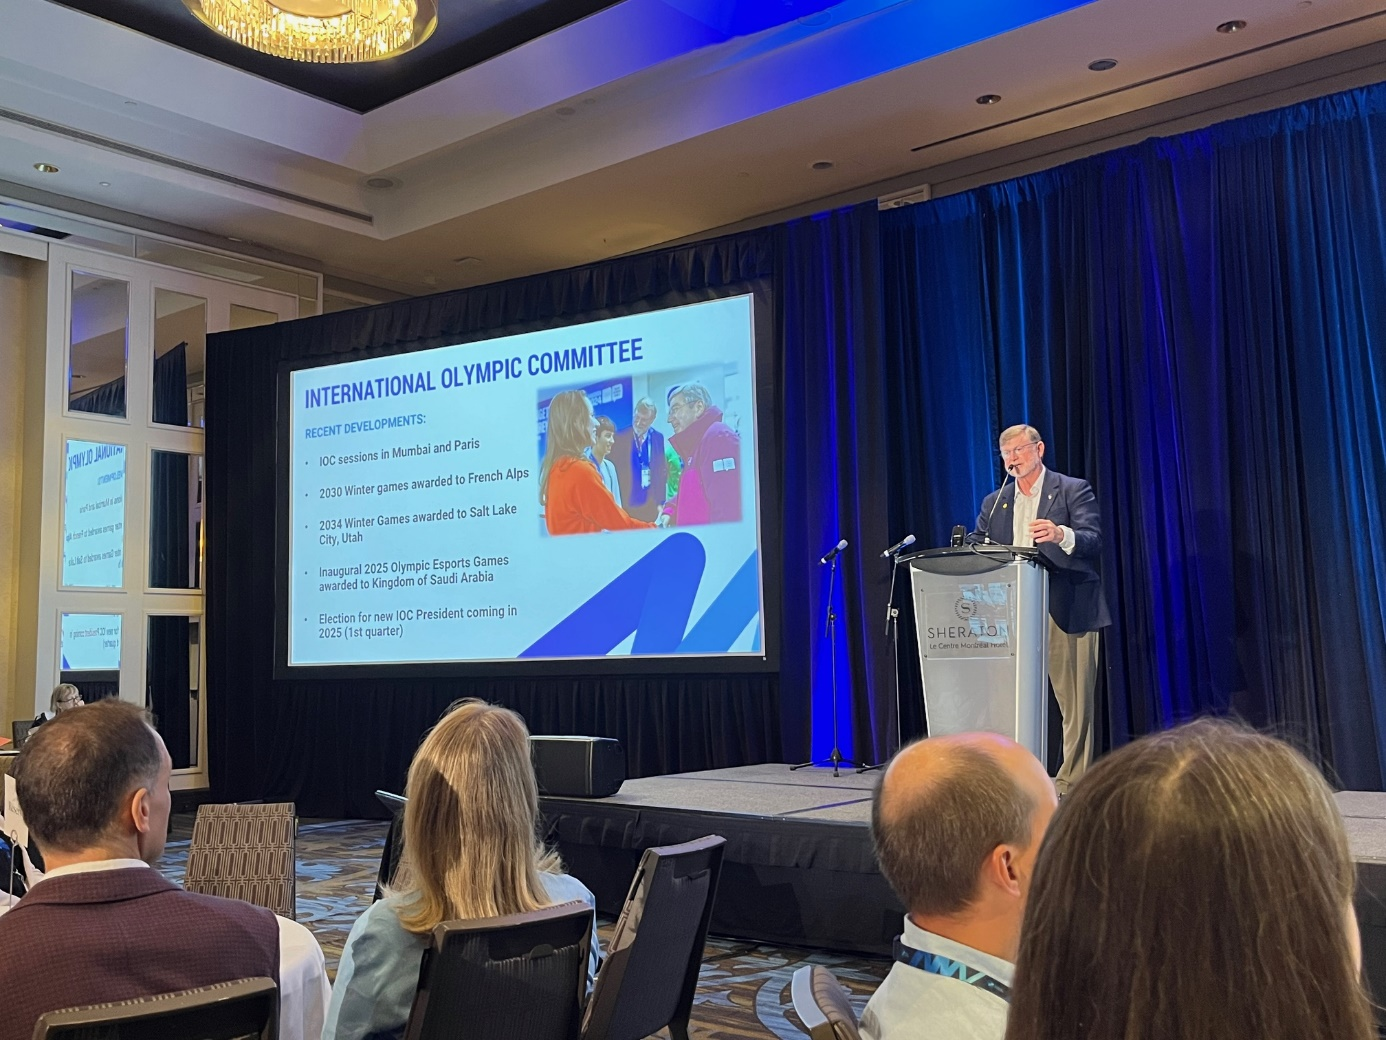 INTERNATIONAL OLYMPIC COMMITTEE
RECENT DEVELOPMENTS:
• IOC sessions in Mumbai and Paris
• 2030 Winter games awarded to French Alps
• 2034 Winter Games awarded to Salt Lake
City, Utah
• Inaugural 2025 Olympic Esports Games
awarded to Kingdom of Saudi Arabia
• Election for new IOC President coming in
2025 (1st quarter)
S
SHERATON
Le Centre Montréal Hotel